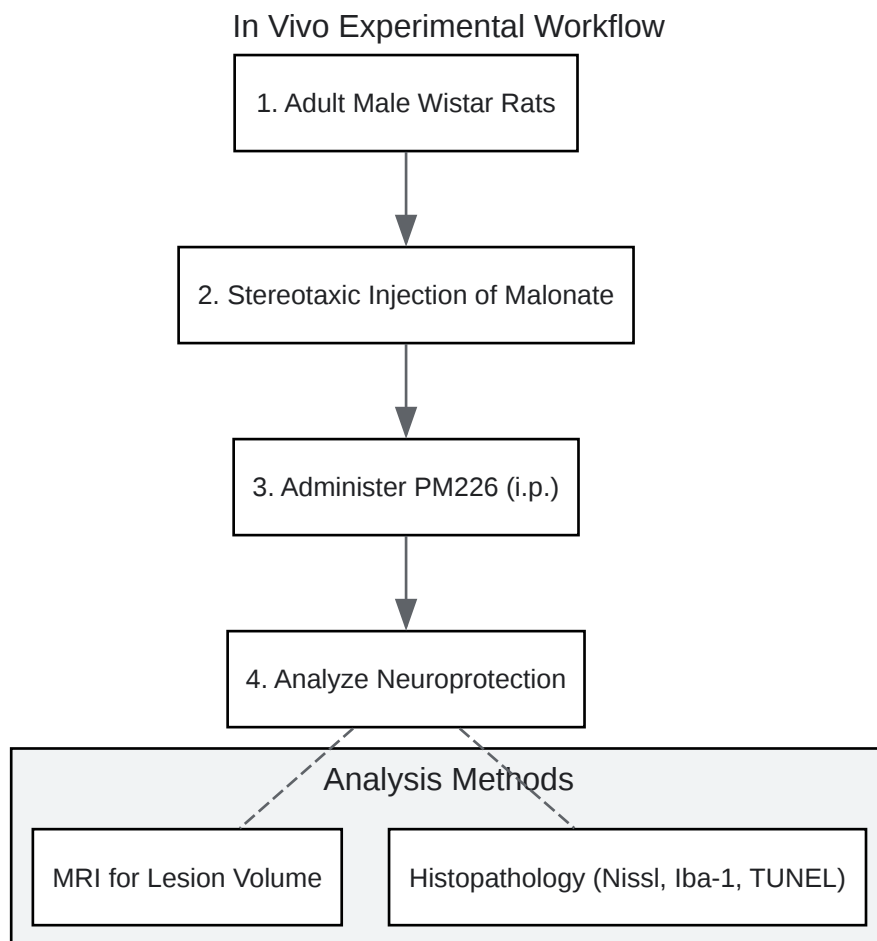 In Vivo Experimental Workflow
1. Adult Male Wistar Rats
2. Stereotaxic Injection of Malonate
3. Administer PM226 (i.p.)
4. Analyze Neuroprotection
Analysis Methods
MRI for Lesion Volume
Histopathology (Nissl, Iba-1, TUNEL)